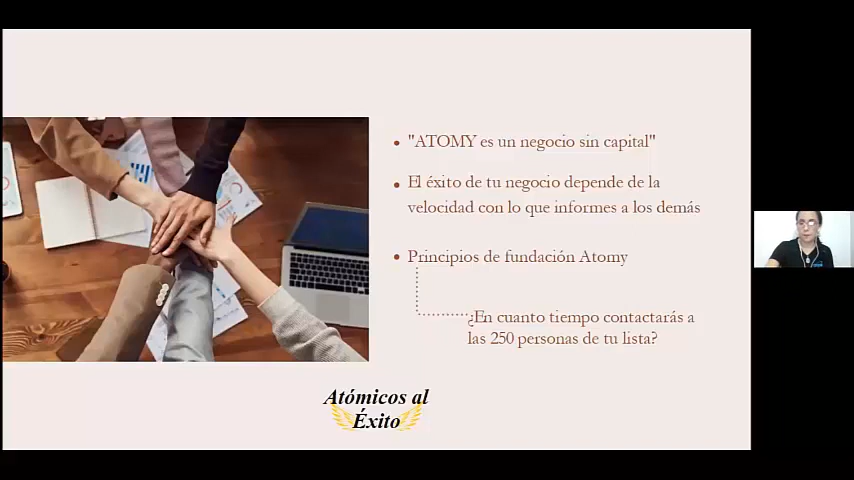 "ATOMY es un negocio sin capital"
El éxito de tu negocio depende de la
velocidad con lo que informes a los demás
Principios de fundación Atomy
¿En cuanto tiempo contactarás a
las 250 personas de tu lista?
Atómicos al
Éxito